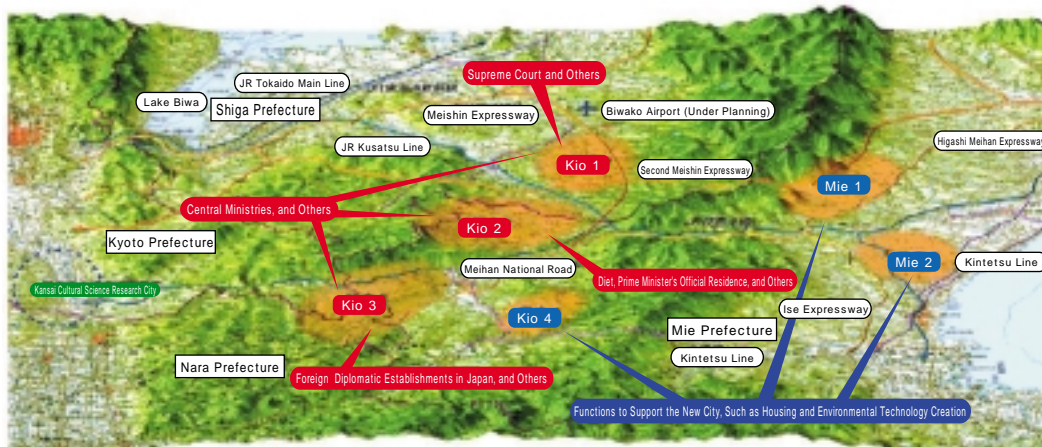 Supreme Court and Others
JR Tokaido Main Line
Lake Biwa
Shiga Prefecture
Meishin Expressway
Biwako Airport (Under Planning)
JR Kusatsu Line
Higashi Meihan Expressway
Kio 1
Second Meishin Expressway
Mie 1
Central Ministries, and Others
Kio 2
Kyoto Prefecture
Mie 2
Kintetsu Line
Meihan National Road
Diet, Prime Minister's Official Residence, and Others
Kansai Cultural Science Research City
Kio 3
Kio 4
Ise Expressway
Mie Prefecture
Kintetsu Line
Nara Prefecture
Foreign Diplomatic Establishments in Japan, and Others
Functions to Support the New City, Such as Housing and Environmental Technology Creation